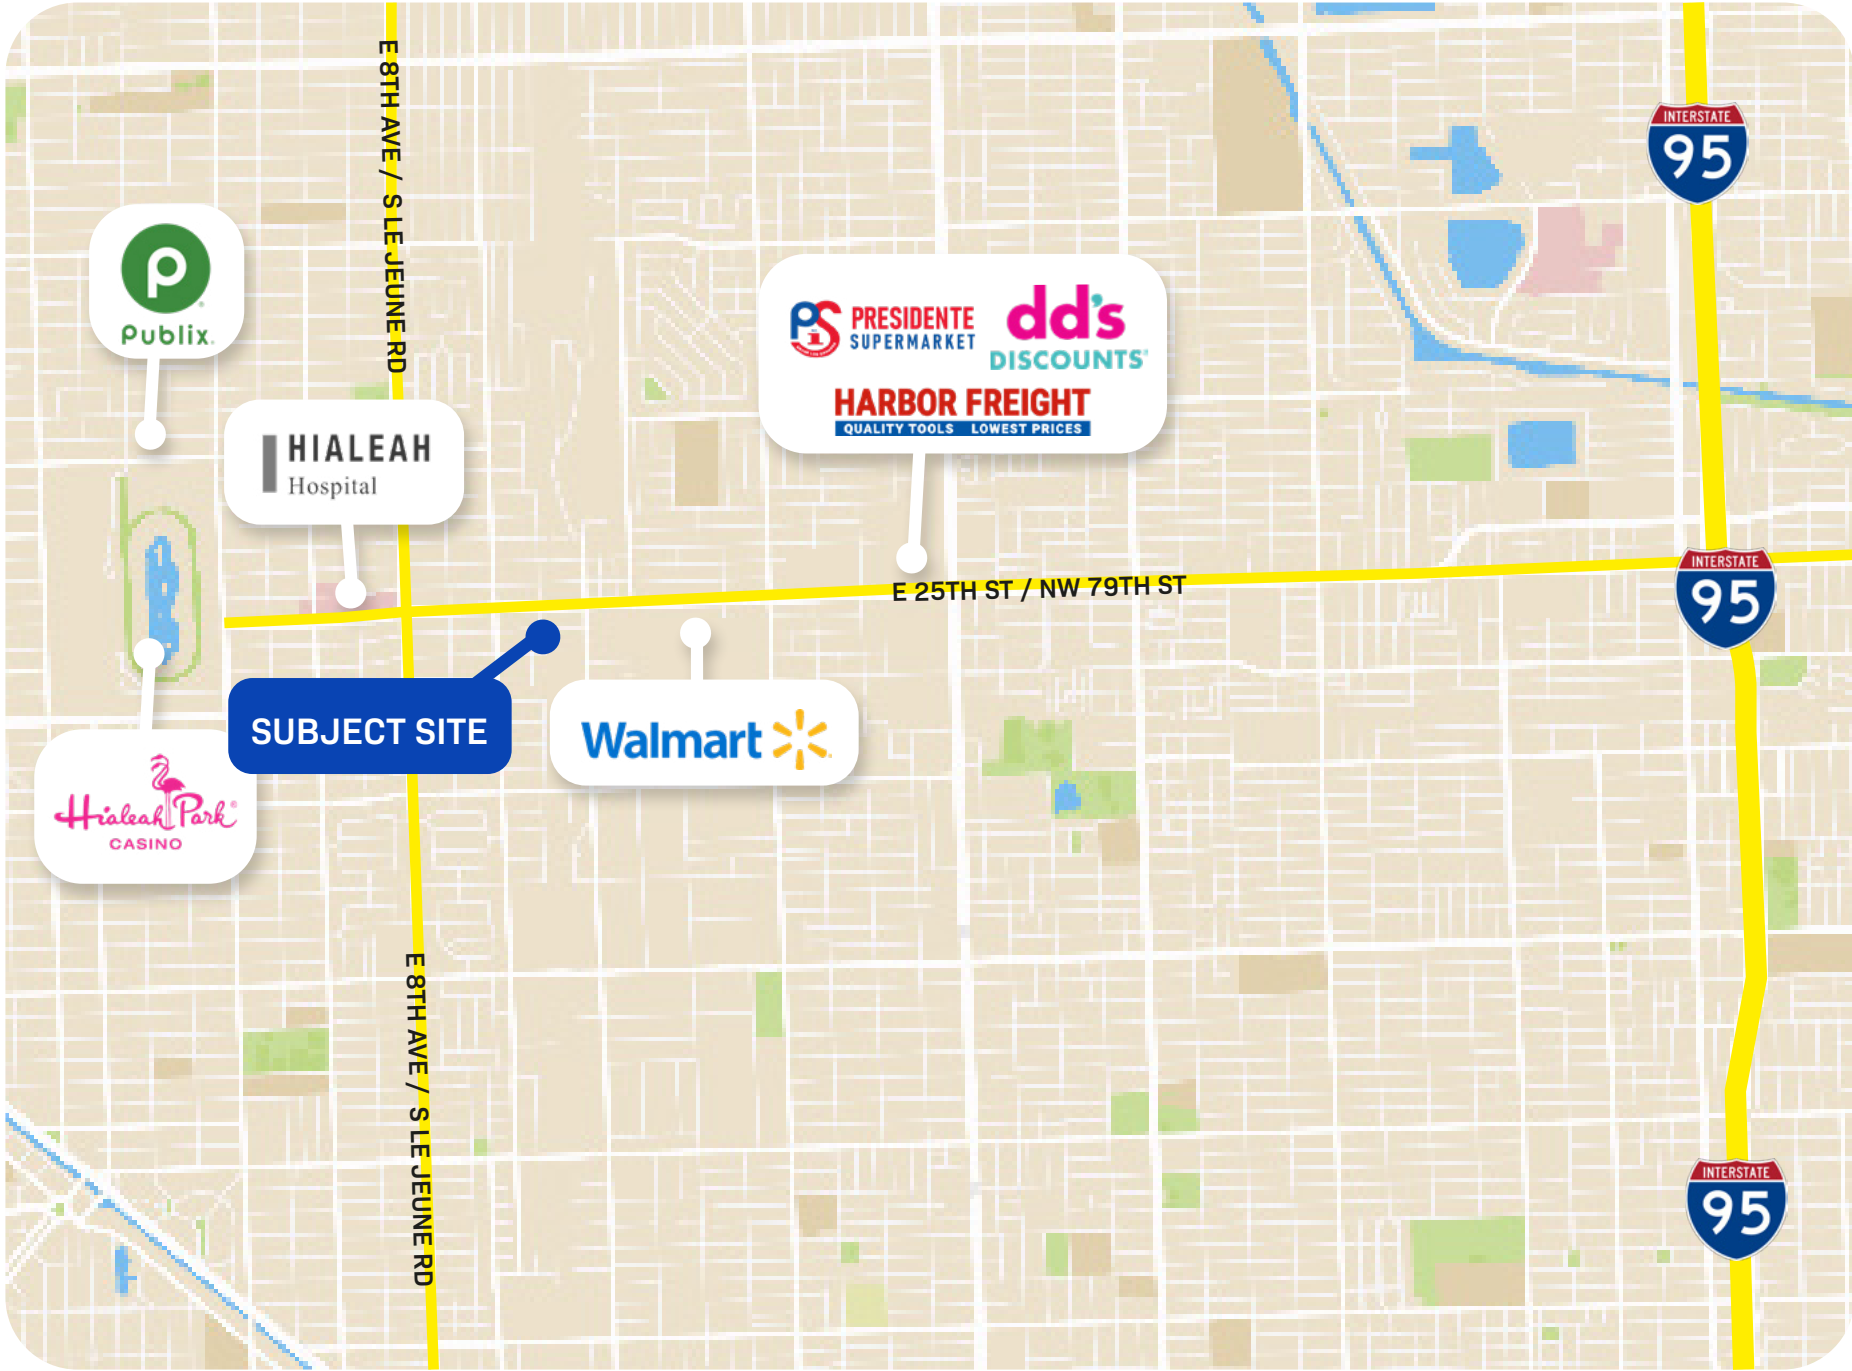 E 8TH AVE / S LE JEUNE RD
INTERSTATE
95
Publix.
PS PRESIDENTE
SUPERMARKET
dd's
DISCOUNTS
HARBOR FREIGHT
QUALITY TOOLS LOWEST PRICES
HIALEAH
Hospital
E 25TH ST / NW 79TH ST
INTERSTATE
95
SUBJECT SITE
Walmart
Hialeah Park
CASINO
E 8TH AVE / S LE JEUNE RD
INTERSTATE
95